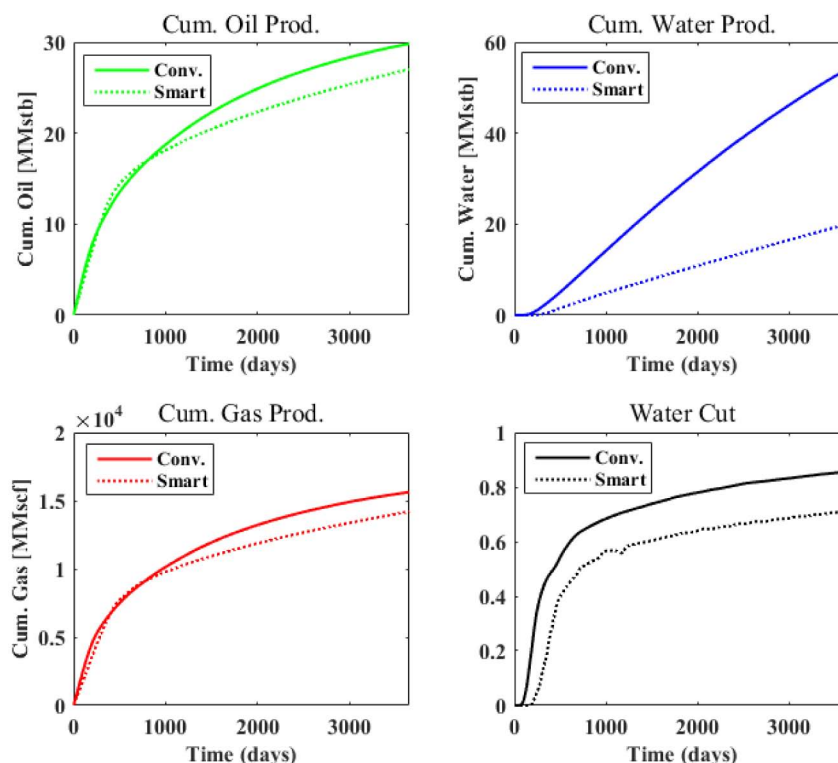 Cum. Oil Prod.
30
20
10
0
Cum. Oil [MMstb]
Conv.
Smart
0
1000
2000
3000
Time (days)
Cum. Water Prod.
60
40
20
0
Cum. Water [MMstb]
Conv.
Smart
0
1000
2000
3000
Time (days)
Cum. Gas Prod.
×10⁴
2
1.5
1
0.5
0
Cum. Gas [MMscf]
Conv.
Smart
0
1000
2000
3000
Time (days)
Water Cut
1
0.8
0.6
0.4
0.2
0
Conv.
Smart
0
1000
2000
3000
Time (days)